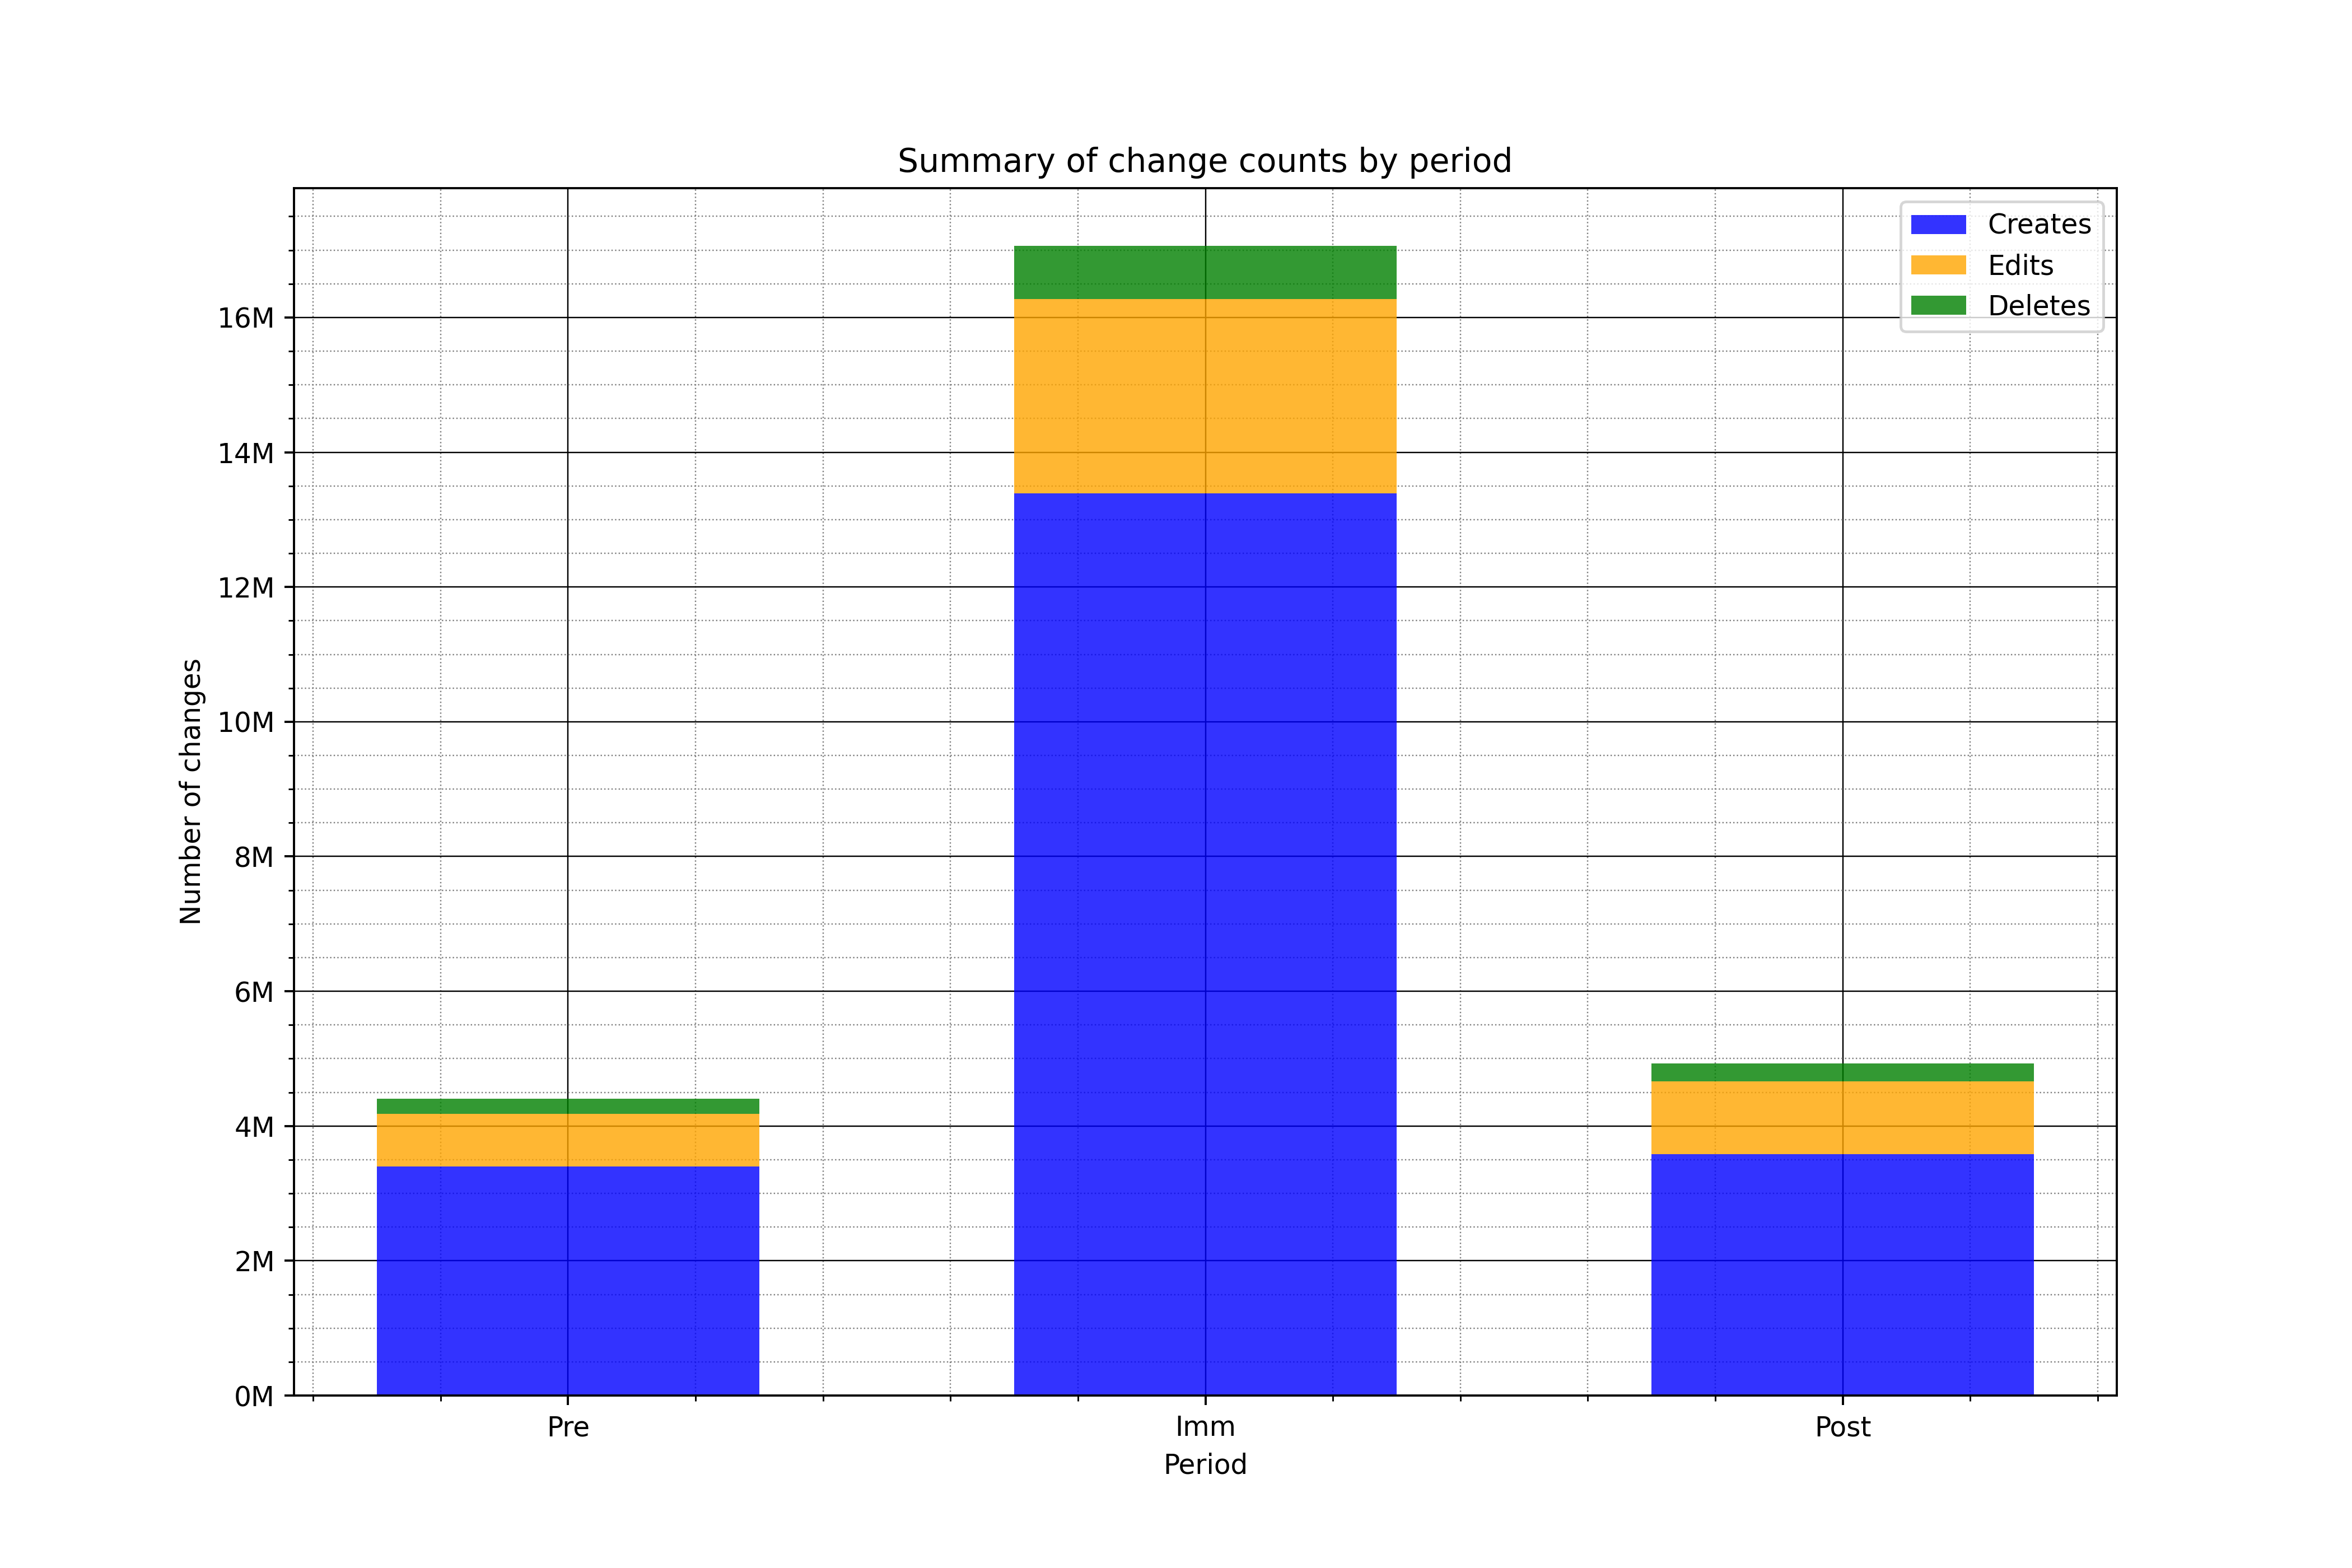 Summary of change counts by period
Creates
Edits
Deletes
16M
14M
12M
10M
8M
6M
4M
2M
0M
Number of changes
Pre
Imm
Post
Period